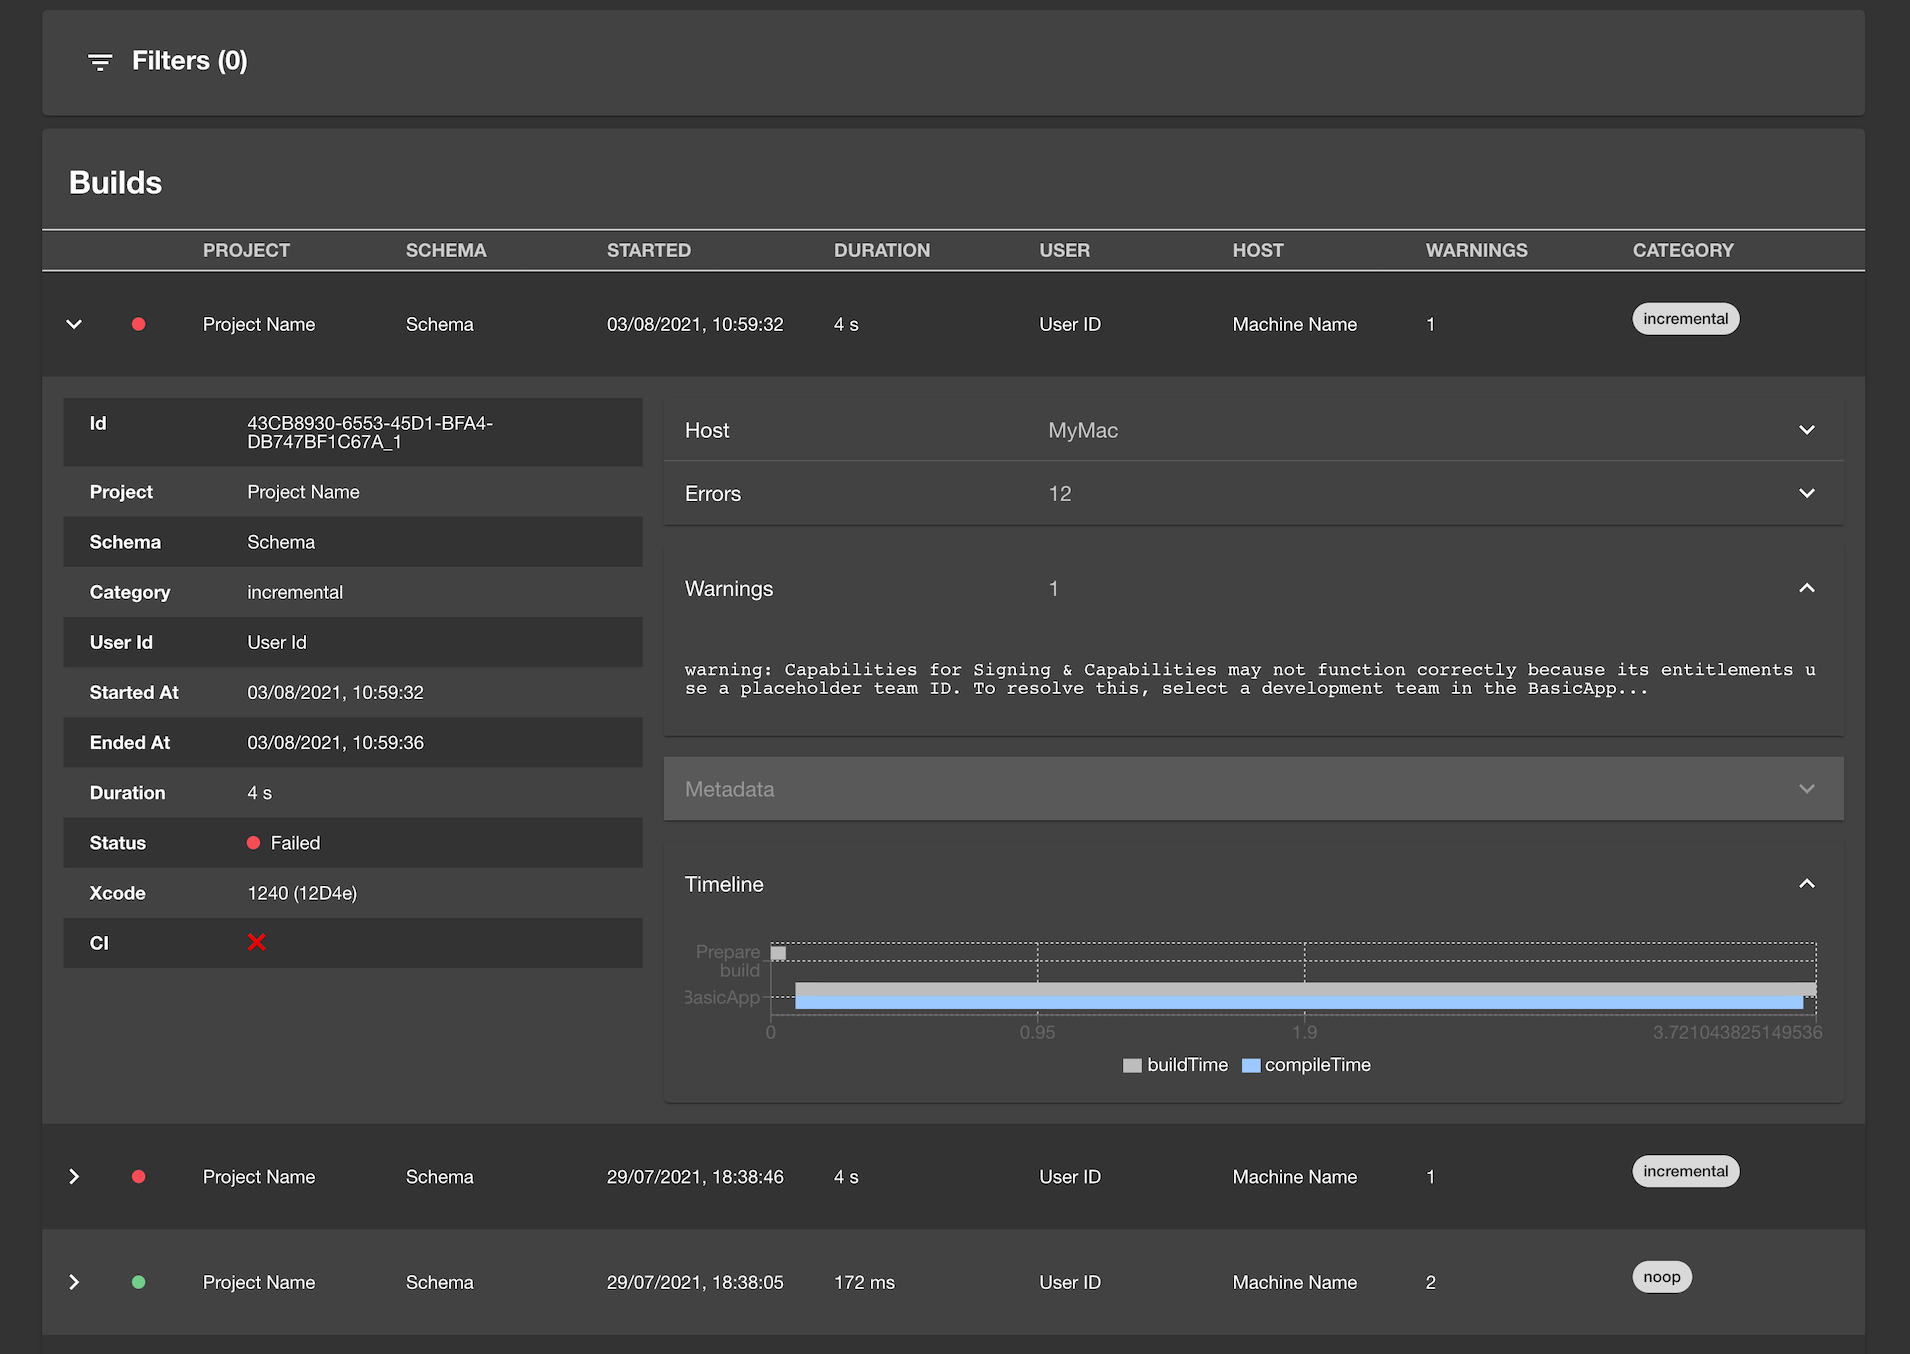 Filters (0)
Builds
PROJECT SCHEMA STARTED DURATION USER HOST WARNINGS CATEGORY
Project Name Schema 03/08/2021, 10:59:32 4 s User ID Machine Name 1 incremental
Id 43CB8930-6553-45D1-BFA4-
DB747BF1C67A_1
Project Project Name
Schema Schema
Category incremental
User Id User Id
Started At 03/08/2021, 10:59:32
Ended At 03/08/2021, 10:59:36
Duration 4 s
Status Failed
Xcode 1240 (12D4e)
CI
Host MyMac
Errors 12
Warnings 1
warning: Capabilities for Signing & Capabilities may not function correctly because its entitlements u
se a placeholder team ID. To resolve this, select a development team in the BasicApp...
Metadata
Timeline
Prepare
build
BasicApp
0 0.95 1.9 3.721043825149536
buildTime compileTime
Project Name Schema 29/07/2021, 18:38:46 4 s User ID Machine Name 1 incremental
Project Name Schema 29/07/2021, 18:38:05 172 ms User ID Machine Name 2 noop